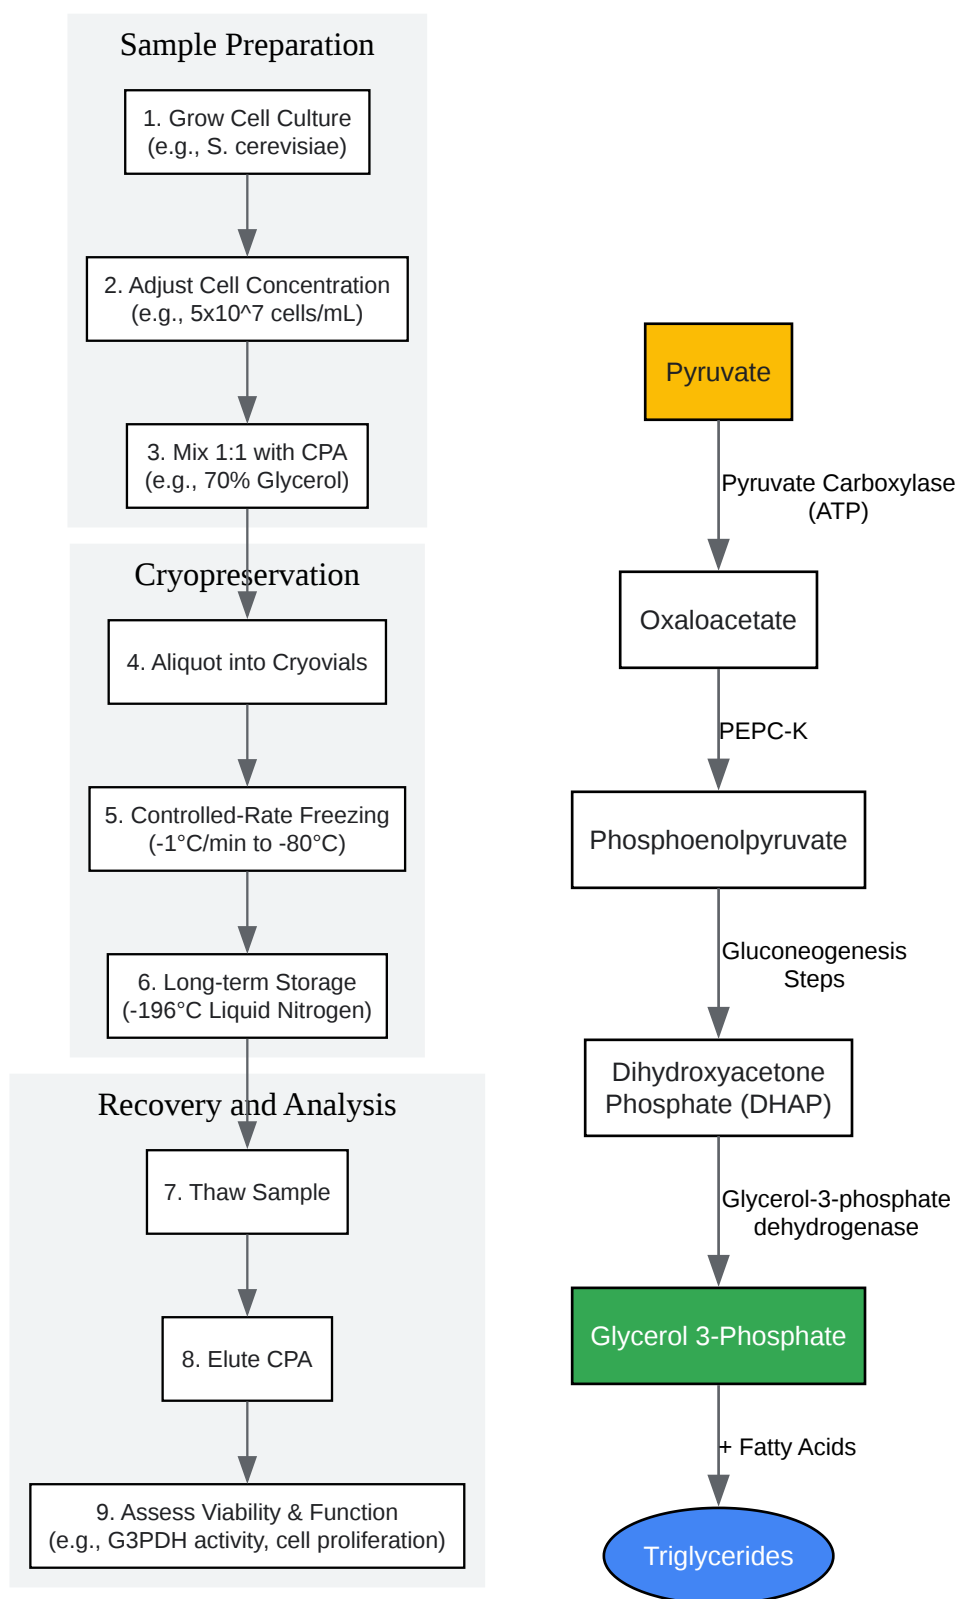 Sample Preparation
1. Grow Cell Culture
(e.g., S. cerevisiae)
2. Adjust Cell Concentration
(e.g., 5x10^7 cells/mL)
3. Mix 1:1 with CPA
(e.g., 70% Glycerol)
Cryopreservation
4. Aliquot into Cryovials
5. Controlled-Rate Freezing
(-1°C/min to -80°C)
6. Long-term Storage
(-196°C Liquid Nitrogen)
Recovery and Analysis
7. Thaw Sample
8. Elute CPA
9. Assess Viability & Function
(e.g., G3PDH activity, cell proliferation)
Pyruvate
Pyruvate Carboxylase
(ATP)
Oxaloacetate
PEPC-K
Phosphoenolpyruvate
Gluconeogenesis
Steps
Dihydroxyacetone
Phosphate (DHAP)
Glycerol-3-phosphate
dehydrogenase
Glycerol 3-Phosphate
+ Fatty Acids
Triglycerides